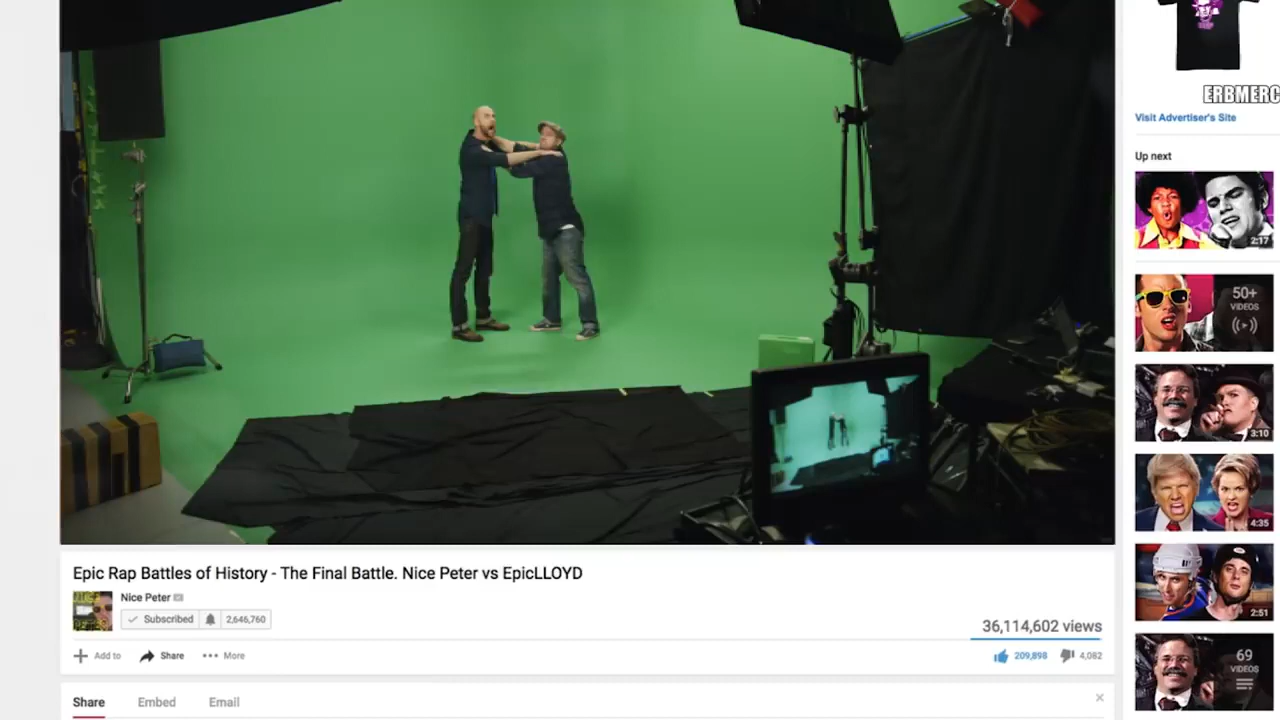 ERBMERC
Visit Advertiser's Site
Up next
2:17
50+
VIDEOS
3:10
4:35
2:51
69
VIDEOS
Epic Rap Battles of History - The Final Battle. Nice Peter vs EpicLLOYD
Nice Peter
Subscribed 2,646,760
36,114,602 views
Add to Share More 209,898 4,082
Share Embed Email